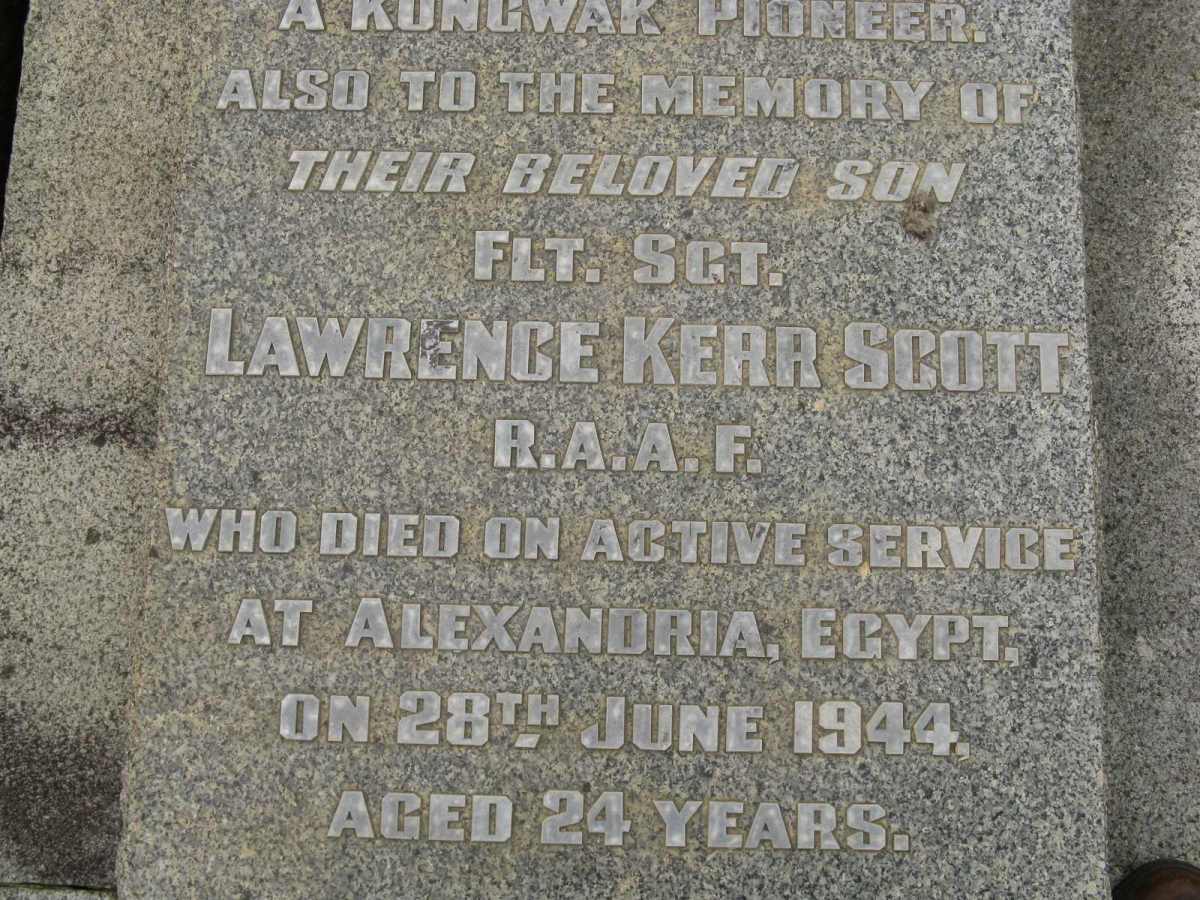 A KONGWAK PIONEER.
ALSO TO THE MEMORY OF
THEIR BELOVED SON
FLT. SGT.
LAWRENCE KERR SCOTT
R.A.A.F.
WHO DIED ON ACTIVE SERVICE
AT ALEXANDRIA, EGYPT,
ON 28TH JUNE 1944.
AGED 24 YEARS.